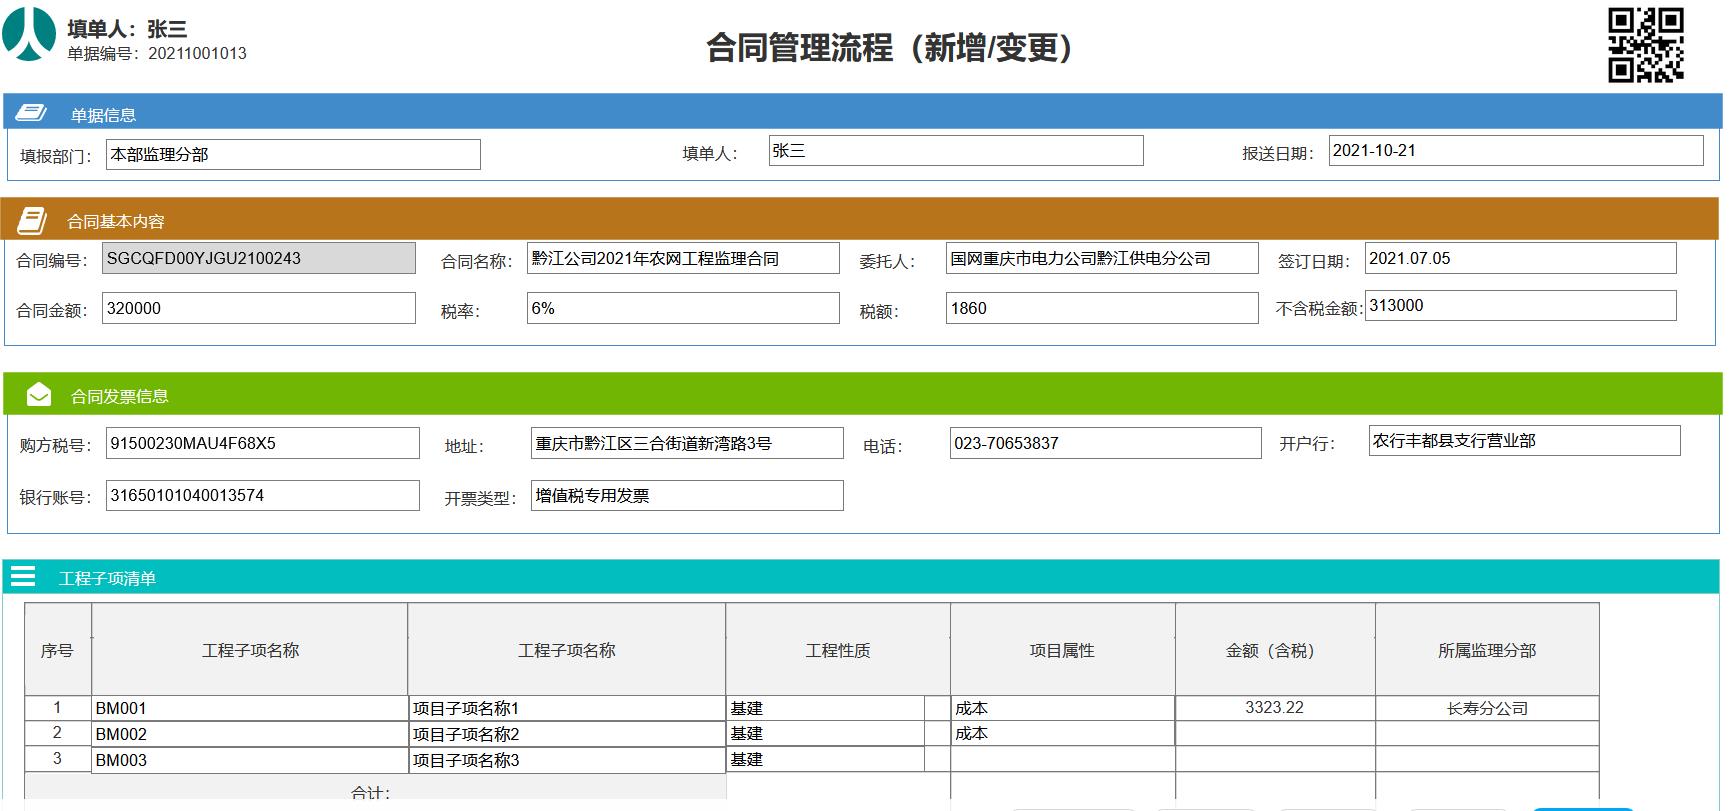 填单人：张三
单据编号：20211001013
合同管理流程（新增/变更）
单据信息
填报部门： 本部监理分部 填单人： 张三 报送日期： 2021-10-21
合同基本内容
合同编号： SGCQFD00YJGU2100243 合同名称： 黔江公司2021年农网工程监理合同 委托人： 国网重庆市电力公司黔江供电分公司 签订日期： 2021.07.05
合同金额： 320000 税率： 6% 税额： 1860 不含税金额： 313000
合同发票信息
购方税号： 91500230MAU4F68X5 地址： 重庆市黔江区三合街道新湾路3号 电话： 023-70653837 开户行： 农行丰都县支行营业部
银行账号： 31650101040013574 开票类型： 增值税专用发票
工程子项清单
序号 工程子项名称 工程子项名称 工程性质 项目属性 金额（含税） 所属监理分部
1 BM001 项目子项名称1 基建 成本 3323.22 长寿分公司
2 BM002 项目子项名称2 基建 成本
3 BM003 项目子项名称3 基建
合计：